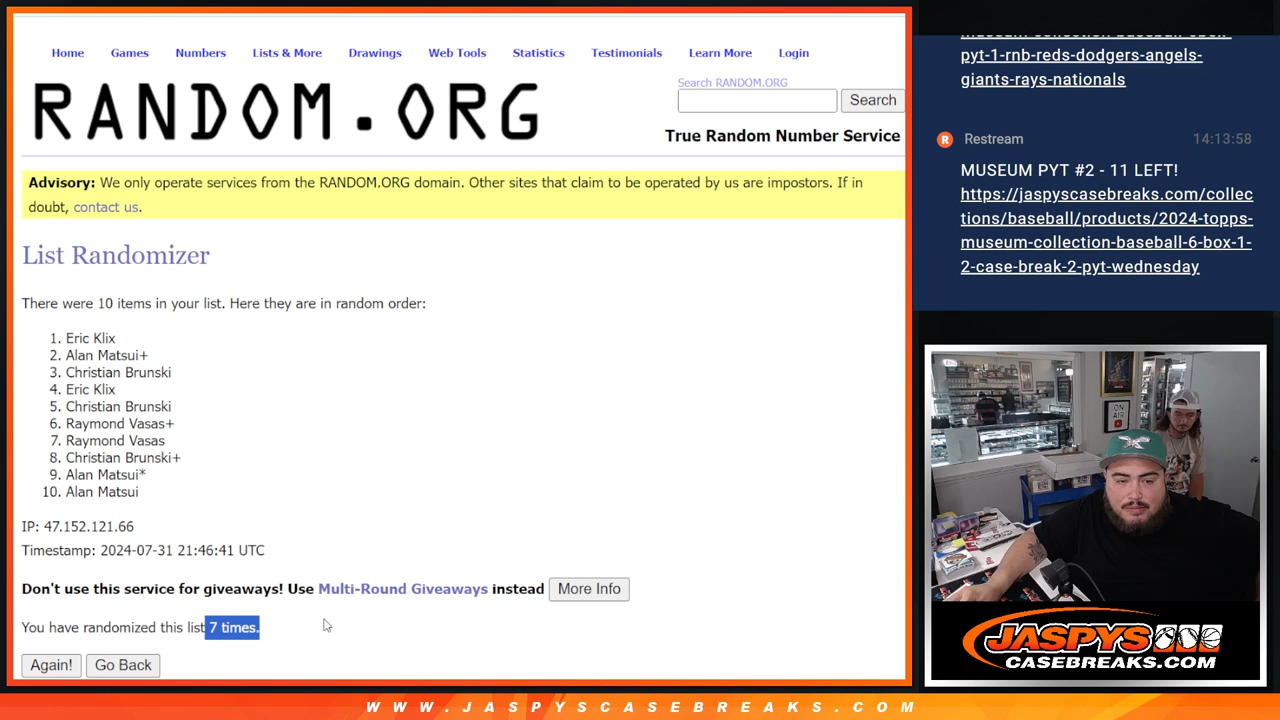 Home Games Numbers Lists & More Drawings Web Tools Statistics Testimonials Learn More Login
RANDOM.ORG
Search RANDOM.ORG
Search
True Random Number Service
Advisory: We only operate services from the RANDOM.ORG domain. Other sites that claim to be operated by us are impostors. If in
doubt, contact us.
List Randomizer
There were 10 items in your list. Here they are in random order:
1. Eric Klix
2. Alan Matsui+
3. Christian Brunski
4. Eric Klix
5. Christian Brunski
6. Raymond Vasas+
7. Raymond Vasas
8. Christian Brunski+
9. Alan Matsui*
10. Alan Matsui
IP: 47.152.121.66
Timestamp: 2024-07-31 21:46:41 UTC
Don't use this service for giveaways! Use Multi-Round Giveaways instead More Info
You have randomized this list 7 times.
Again! Go Back
pyt-1-rnb-reds-dodgers-angels-
giants-rays-nationals
R Restream 14:13:58
MUSEUM PYT #2 - 11 LEFT!
https://jaspyscasebreaks.com/collec
tions/baseball/products/2024-topps-
museum-collection-baseball-6-box-1-
2-case-break-2-pyt-wednesday
ON
AIR
JASPYS
CASEBREAKS.COM
WWW.JASPYSCASEBREAKS.COM